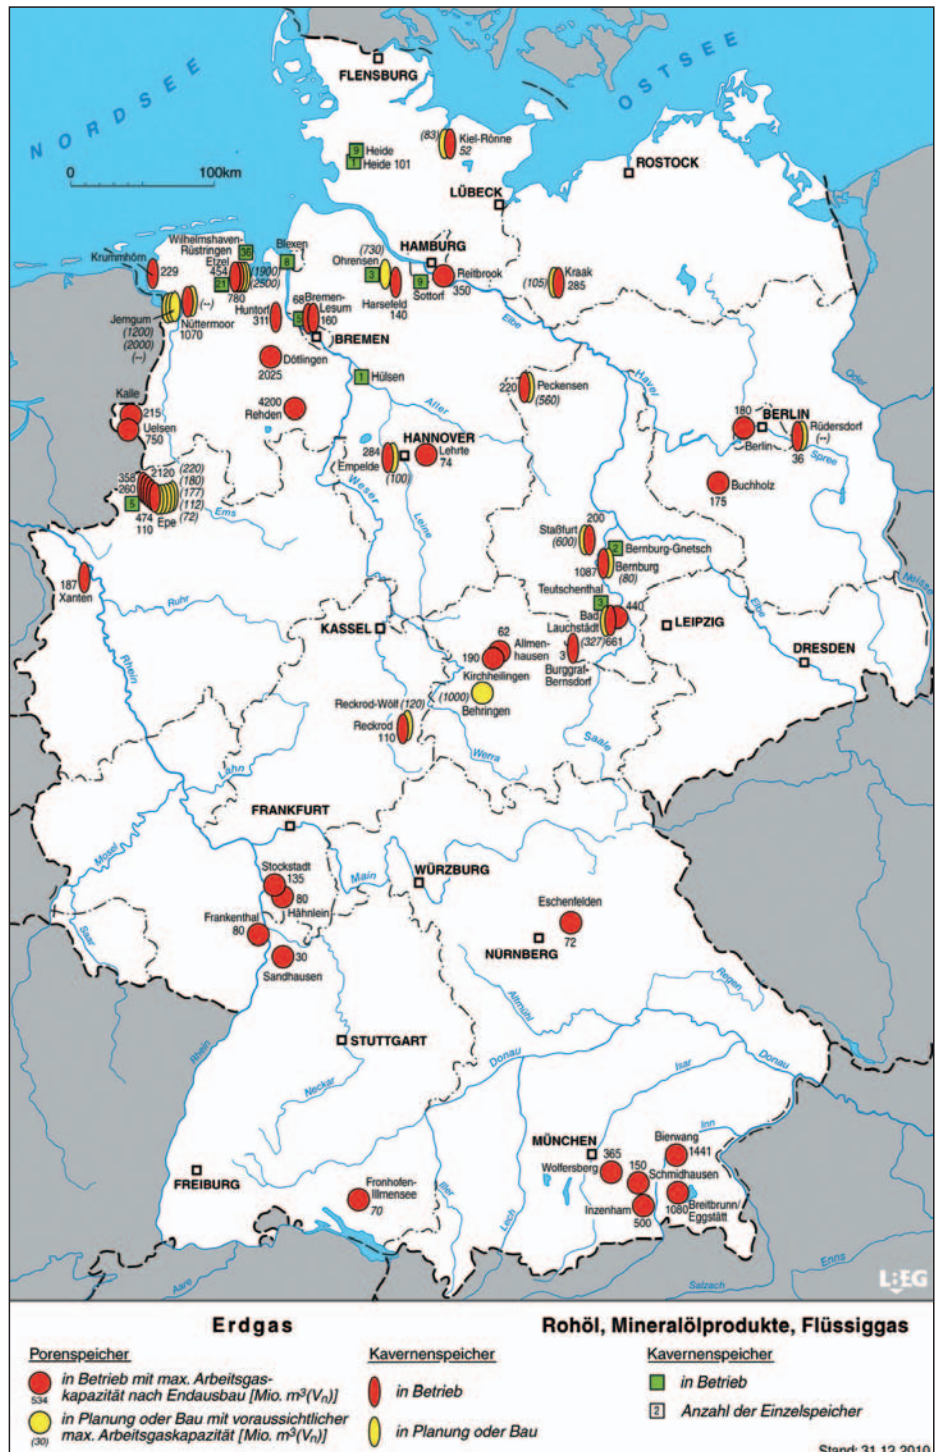 NORDSEE
OSTSEE
FLENSBURG
(83)
Kiel-Rönne
52
9
Heide
1
Heide 101
ROSTOCK
0
100km
LÜBECK
Wilhelmshaven-
Rüstringen
36
Etzel
454
(1900)
(2500)
21
780
Krummhörn
229
Blexen
8
(730)
Ohrensen
3
HAMBURG
Reitbrook
350
9
Sottorf
Harsefeld
140
(105)
Kraak
285
Jemgum
(1200)
(2000)
(--)
(--)
Nüttermoor
1070
Huntorf
311
68
Bremen-
Lesum
5
160
BREMEN
Elbe
Dötlingen
2025
1
Hülsen
Aller
Havel
Oder
Kalle
215
Uelsen
750
4200
Rehden
220
Peckensen
(560)
180
BERLIN
Berlin
Rüdersdorf
(--)
36
Spree
284
HANNOVER
Lehrte
74
Empelde
(100)
Weser
Leine
358
2120
(220)
260
(180)
(177)
5
(112)
474
Epe
(72)
110
Ems
Buchholz
175
200
Staßfurt
(600)
2
Bernburg-Gnetsch
1087
Bernburg
(80)
Neisse
Elbe
187
Xanten
Ruhr
Teutschenthal
3
440
Bad
Lauchstädt
(327)
661
LEIPZIG
KASSEL
62
Allmen-
hausen
190
Kirchheilingen
3
Burggraf-
Bernsdorf
DRESDEN
Rhein
(1000)
Behringen
Reckrod-Wölf
(120)
Reckrod
110
Werra
Saale
Lahn
FRANKFURT
Mosel
Main
WÜRZBURG
Stockstadt
135
80
Hähnlein
Frankenthal
80
Saar
30
Sandhausen
Eschenfelden
72
NÜRNBERG
Regen
Altmühl
STUTTGART
Rhein
Neckar
Donau
Donau
Isar
Inn
MÜNCHEN
365
Wolfersberg
Bierwang
1441
150
Schmidhausen
Inzenham
500
1080
Breitbrunn/
Eggstätt
FREIBURG
Fronhofen-
Illmensee
70
Iller
Lech
Aare
Salzach
Enns
LBEG
Erdgas
Rohöl, Mineralölprodukte, Flüssiggas
Porenspeicher
in Betrieb mit max. Arbeitsgas-
kapazität nach Endausbau [Mio. m³(Vₙ)]
534
in Planung oder Bau mit voraussichtlicher
max. Arbeitsgaskapazität [Mio. m³(Vₙ)]
(30)
Kavernenspeicher
in Betrieb
in Planung oder Bau
Kavernenspeicher
in Betrieb
2
Anzahl der Einzelspeicher
Stand: 31.12.2010